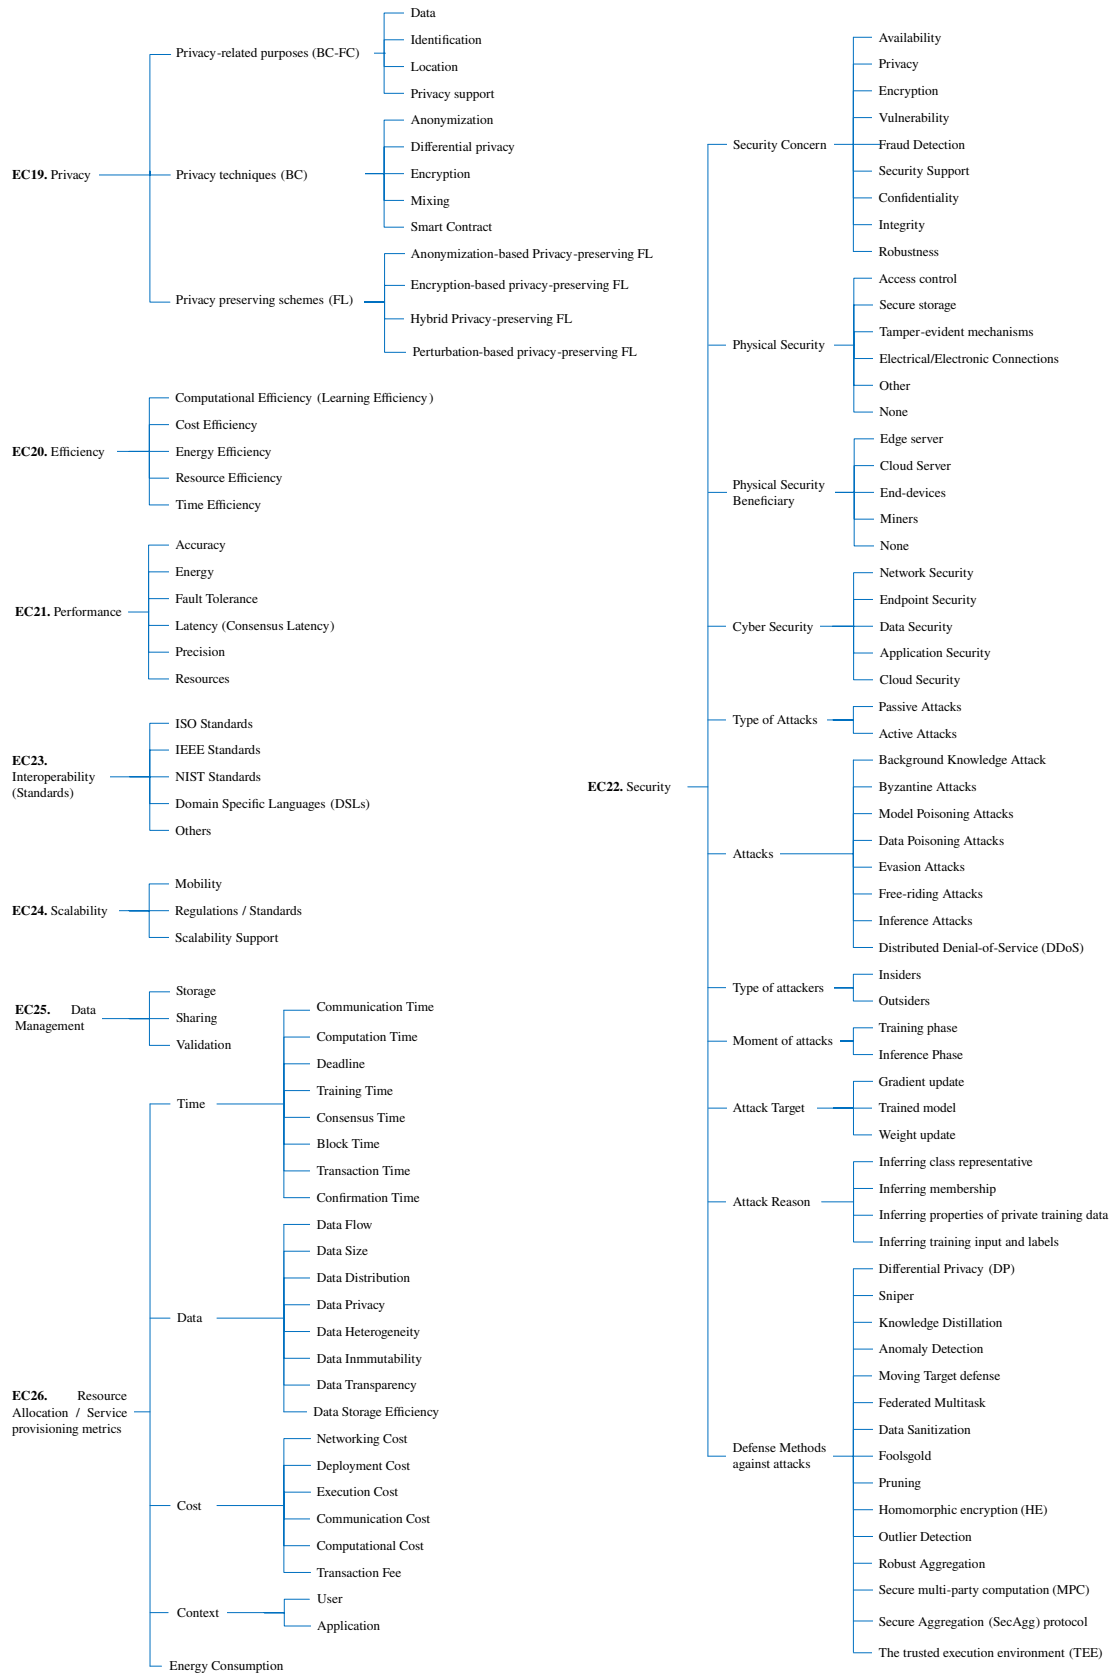 EC19. Privacy
Privacy-related purposes (BC-FC)
Data
Identification
Location
Privacy support
Privacy techniques (BC)
Anonymization
Differential privacy
Encryption
Mixing
Smart Contract
Privacy preserving schemes (FL)
Anonymization-based Privacy-preserving FL
Encryption-based privacy-preserving FL
Hybrid Privacy-preserving FL
Perturbation-based privacy-preserving FL
EC20. Efficiency
Computational Efficiency (Learning Efficiency)
Cost Efficiency
Energy Efficiency
Resource Efficiency
Time Efficiency
EC21. Performance
Accuracy
Energy
Fault Tolerance
Latency (Consensus Latency)
Precision
Resources
EC23.
Interoperability
(Standards)
ISO Standards
IEEE Standards
NIST Standards
Domain Specific Languages (DSLs)
Others
EC24. Scalability
Mobility
Regulations / Standards
Scalability Support
EC25. Data
Management
Storage
Sharing
Validation
EC26. Resource
Allocation / Service
provisioning metrics
Time
Communication Time
Computation Time
Deadline
Training Time
Consensus Time
Block Time
Transaction Time
Confirmation Time
Data
Data Flow
Data Size
Data Distribution
Data Privacy
Data Heterogeneity
Data Inmmutability
Data Transparency
Data Storage Efficiency
Cost
Networking Cost
Deployment Cost
Execution Cost
Communication Cost
Computational Cost
Transaction Fee
Context
User
Application
Energy Consumption
EC22. Security
Security Concern
Availability
Privacy
Encryption
Vulnerability
Fraud Detection
Security Support
Confidentiality
Integrity
Robustness
Physical Security
Access control
Secure storage
Tamper-evident mechanisms
Electrical/Electronic Connections
Other
None
Physical Security
Beneficiary
Edge server
Cloud Server
End-devices
Miners
None
Cyber Security
Network Security
Endpoint Security
Data Security
Application Security
Cloud Security
Type of Attacks
Passive Attacks
Active Attacks
Attacks
Background Knowledge Attack
Byzantine Attacks
Model Poisoning Attacks
Data Poisoning Attacks
Evasion Attacks
Free-riding Attacks
Inference Attacks
Distributed Denial-of-Service (DDoS)
Type of attackers
Insiders
Outsiders
Moment of attacks
Training phase
Inference Phase
Attack Target
Gradient update
Trained model
Weight update
Attack Reason
Inferring class representative
Inferring membership
Inferring properties of private training data
Inferring training input and labels
Defense Methods
against attacks
Differential Privacy (DP)
Sniper
Knowledge Distillation
Anomaly Detection
Moving Target defense
Federated Multitask
Data Sanitization
Foolsgold
Pruning
Homomorphic encryption (HE)
Outlier Detection
Robust Aggregation
Secure multi-party computation (MPC)
Secure Aggregation (SecAgg) protocol
The trusted execution environment (TEE)